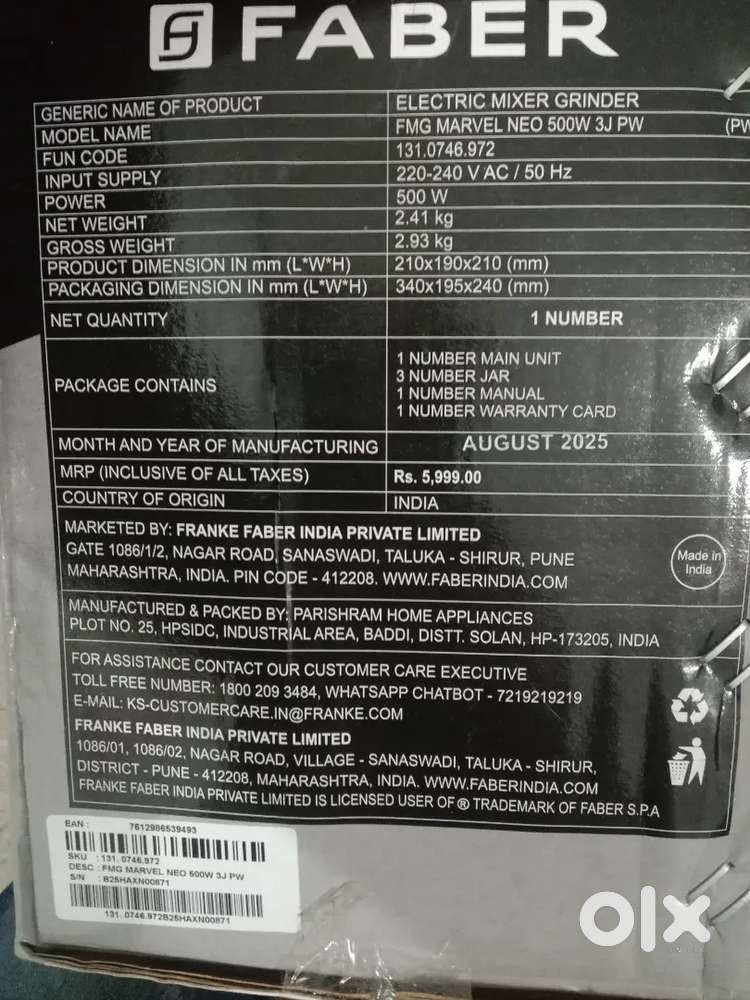 FABER
GENERIC NAME OF PRODUCT ELECTRIC MIXER GRINDER
MODEL NAME FMG MARVEL NEO 500W 3J PW (PW
FUN CODE 131.0746.972
INPUT SUPPLY 220-240 V AC / 50 Hz
POWER 500 W
NET WEIGHT 2.41 kg
GROSS WEIGHT 2.93 kg
PRODUCT DIMENSION IN mm (L*W*H) 210x190x210 (mm)
PACKAGING DIMENSION IN mm (L*W*H) 340x195x240 (mm)
NET QUANTITY 1 NUMBER
PACKAGE CONTAINS
1 NUMBER MAIN UNIT
3 NUMBER JAR
1 NUMBER MANUAL
1 NUMBER WARRANTY CARD
MONTH AND YEAR OF MANUFACTURING AUGUST 2025
MRP (INCLUSIVE OF ALL TAXES) Rs. 5,999.00
COUNTRY OF ORIGIN INDIA
MARKETED BY: FRANKE FABER INDIA PRIVATE LIMITED
GATE 1086/1/2, NAGAR ROAD, SANASWADI, TALUKA - SHIRUR, PUNE
MAHARASHTRA, INDIA. PIN CODE - 412208. WWW.FABERINDIA.COM
Made in
India
MANUFACTURED & PACKED BY: PARISHRAM HOME APPLIANCES
PLOT NO. 25, HPSIDC, INDUSTRIAL AREA, BADDI, DISTT. SOLAN, HP-173205, INDIA
FOR ASSISTANCE CONTACT OUR CUSTOMER CARE EXECUTIVE
TOLL FREE NUMBER: 1800 209 3484, WHATSAPP CHATBOT - 7219219219
E-MAIL: KS-CUSTOMERCARE.IN@FRANKE.COM
FRANKE FABER INDIA PRIVATE LIMITED
1086/01, 1086/02, NAGAR ROAD, VILLAGE - SANASWADI, TALUKA - SHIRUR,
DISTRICT - PUNE - 412208, MAHARASHTRA, INDIA. WWW.FABERINDIA.COM
FRANKE FABER INDIA PRIVATE LIMITED IS LICENSED USER OF ® TRADEMARK OF FABER S.P.A
EAN : 7612986539493
SKU : 131. 0746.972
DESC : FMG MARVEL NEO 500W 3J PW
S/N : B25HAXN00871
131. 0746.972B25HAXN00871
olx